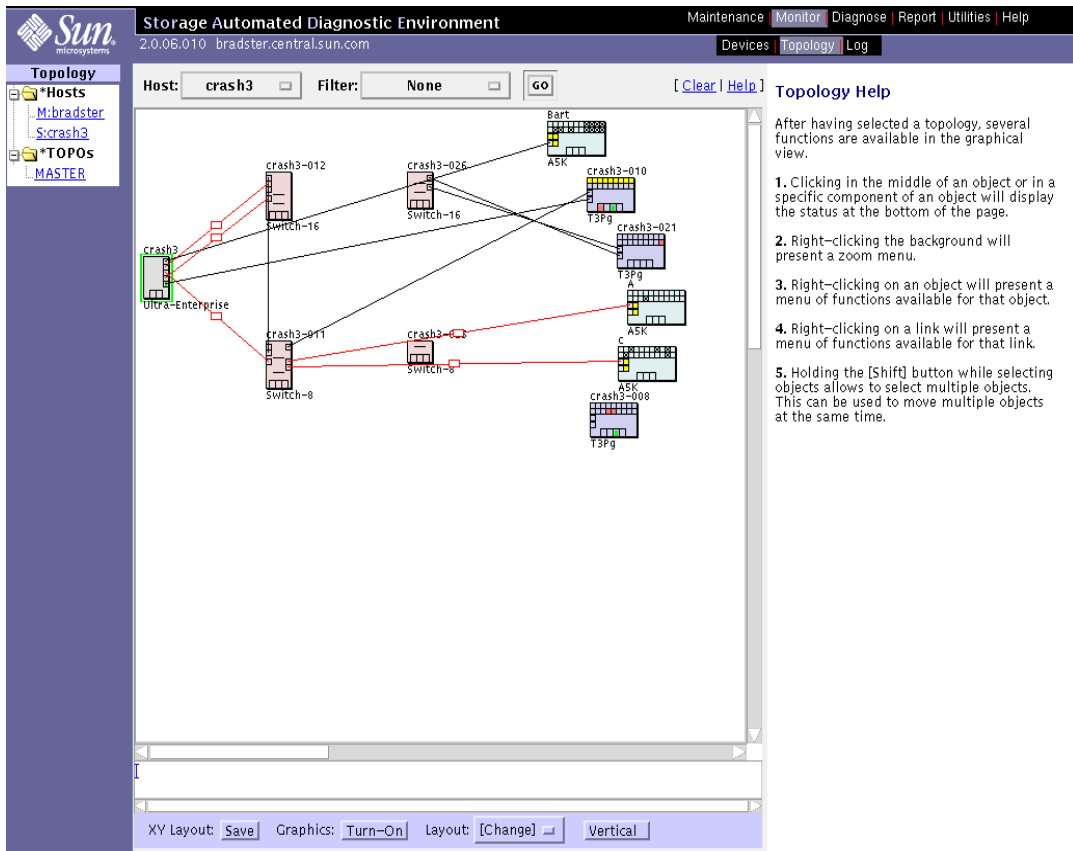 Sun
microsystems
Storage Automated Diagnostic Environment
2.0.06.010 bradster.central.sun.com
Maintenance | Monitor | Diagnose | Report | Utilities | Help
Devices | Topology | Log
Topology
*Hosts
M:bradster
S:crash3
*TOPOs
MASTER
Host: crash3 Filter: None GO [ Clear | Help ]
Bart
A5K
crash3-012
Switch-16
crash3-026
Switch-16
crash3-010
T3Pg
crash3-021
T3Pg
crash3
Ultra-Enterprise
A
A5K
crash3-011
Switch-8
Switch-8
C
A5K
crash3-008
T3Pg
XY Layout: Save Graphics: Turn-On Layout: [Change] Vertical
Topology Help
After having selected a topology, several
functions are available in the graphical
view.
1. Clicking in the middle of an object or in a
specific component of an object will display
the status at the bottom of the page.
2. Right-clicking the background will
present a zoom menu.
3. Right-clicking on an object will present a
menu of functions available for that object.
4. Right-clicking on a link will present a
menu of functions available for that link.
5. Holding the [Shift] button while selecting
objects allows to select multiple objects.
This can be used to move multiple objects
at the same time.